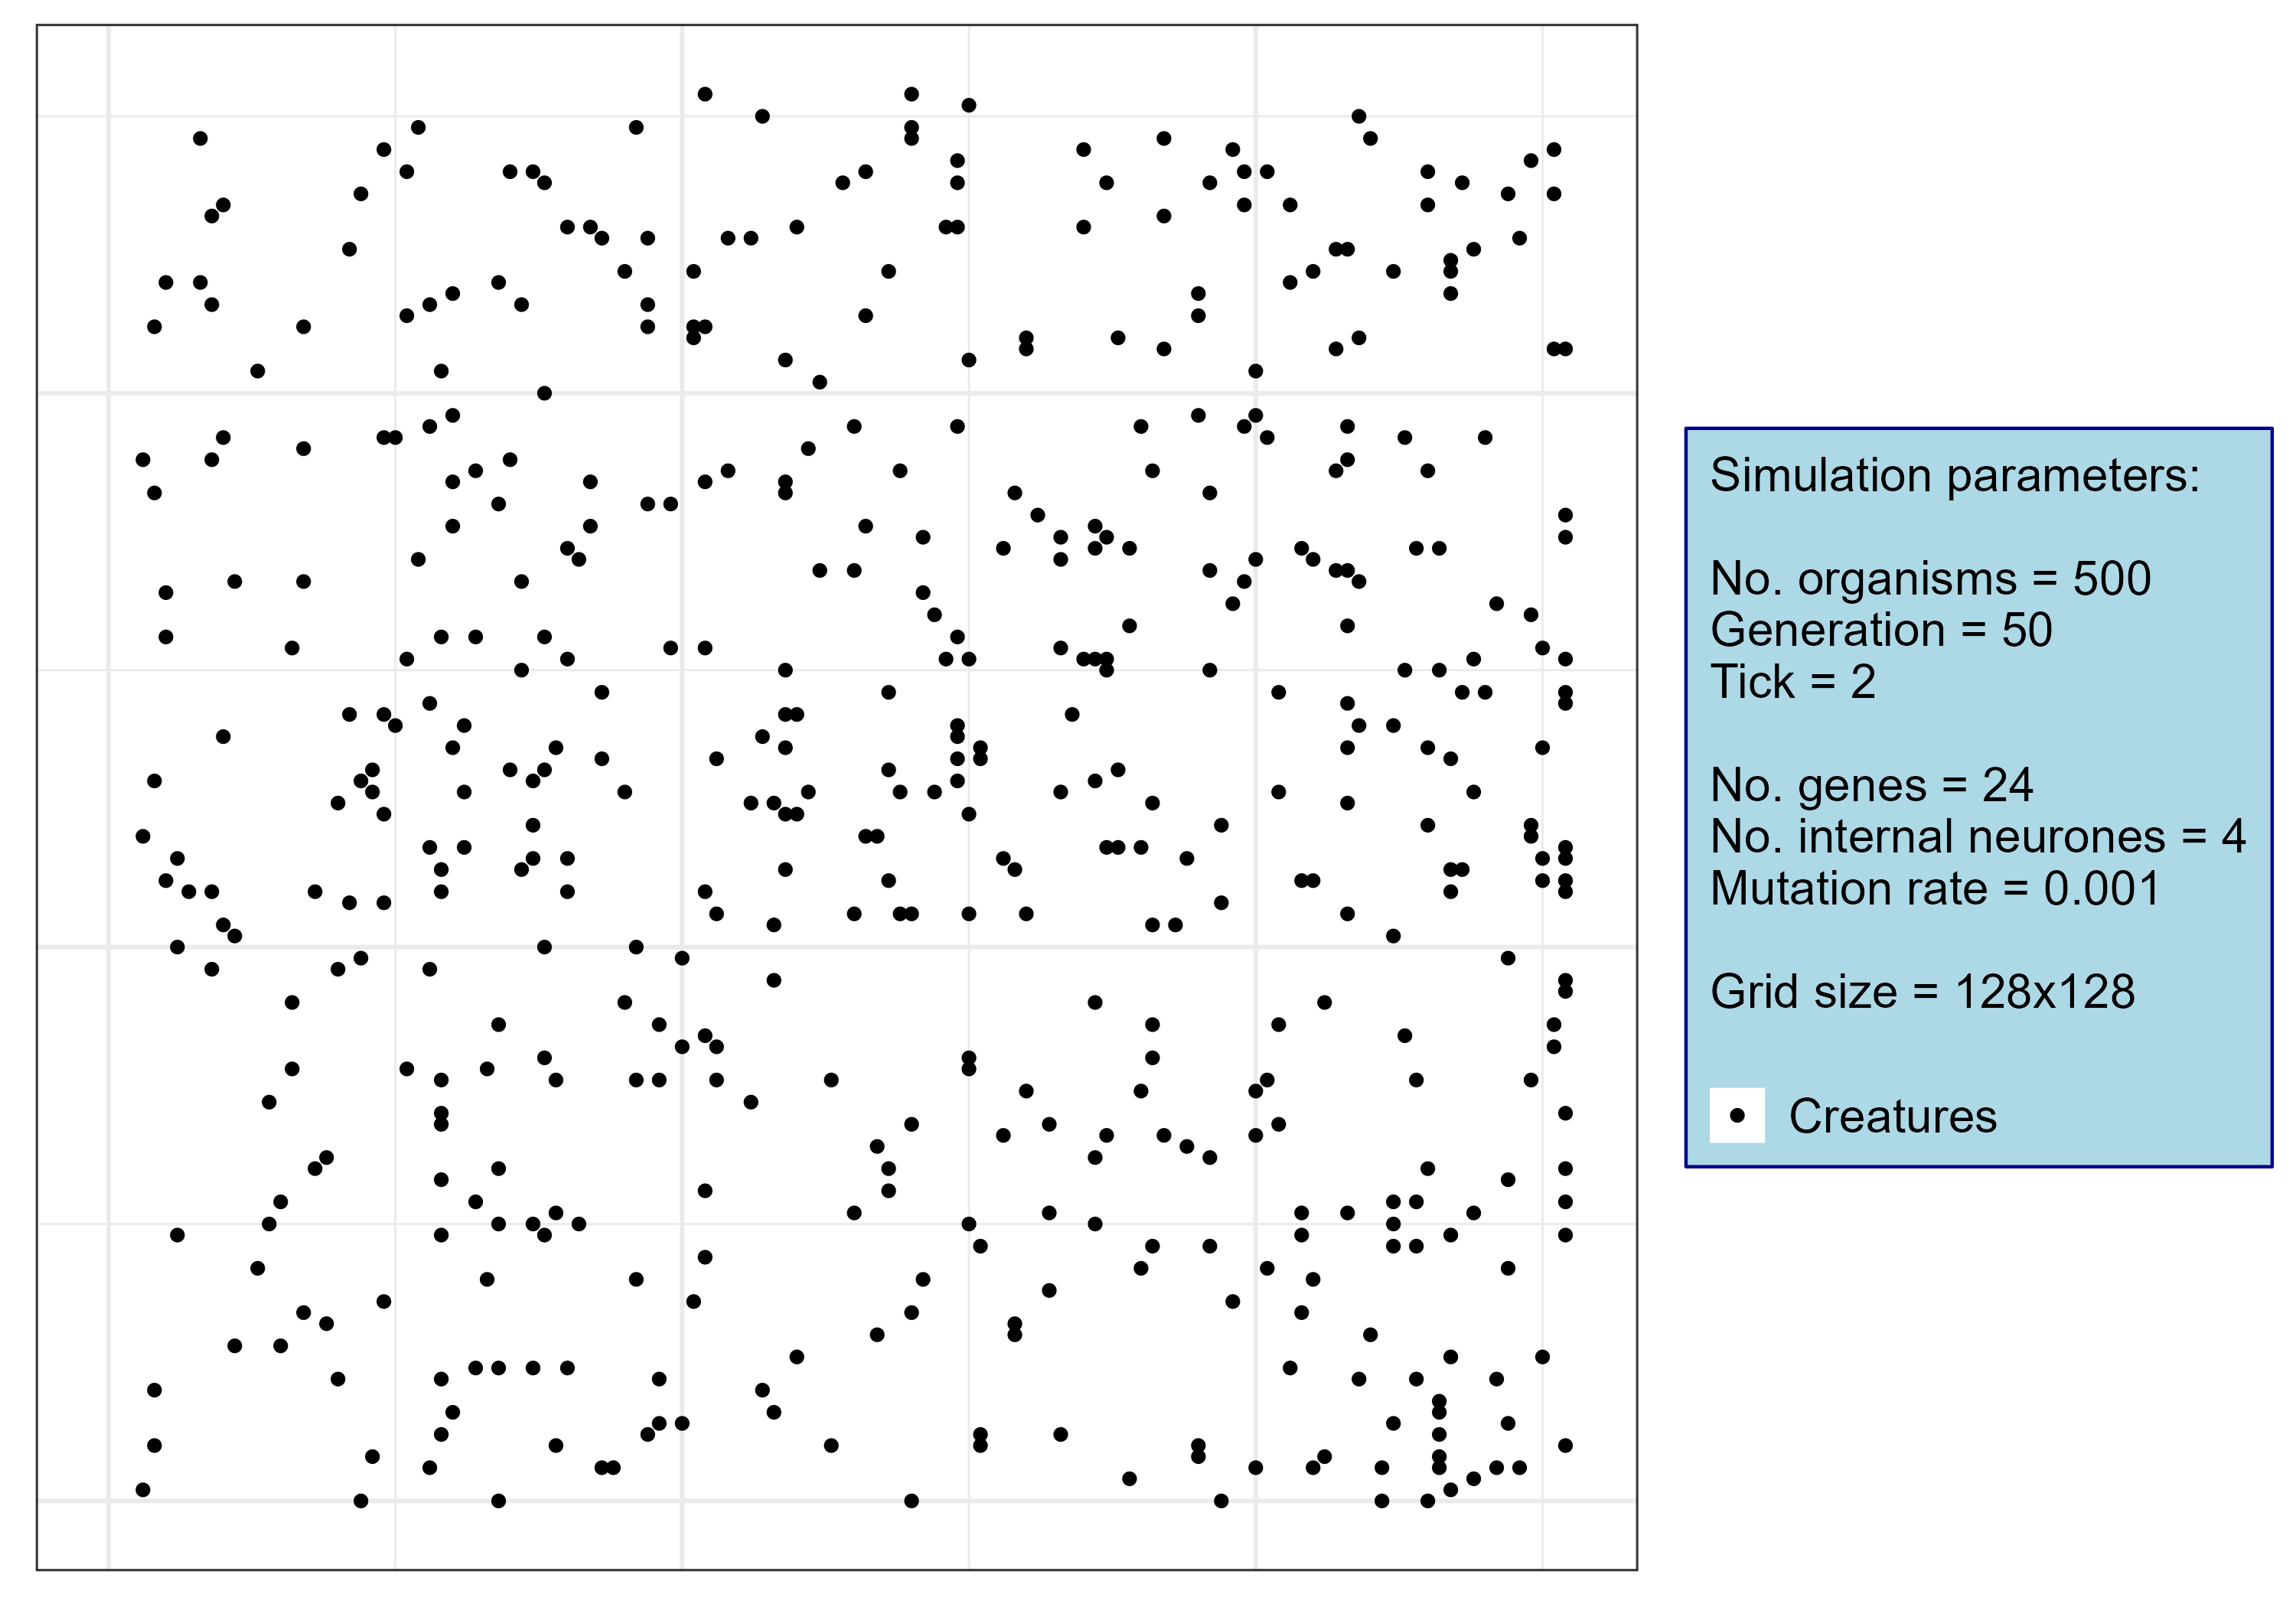 Simulation parameters:
No. organisms = 500
Generation = 50
Tick = 2
No. genes = 24
No. internal neurones = 4
Mutation rate = 0.001
Grid size = 128x128
Creatures